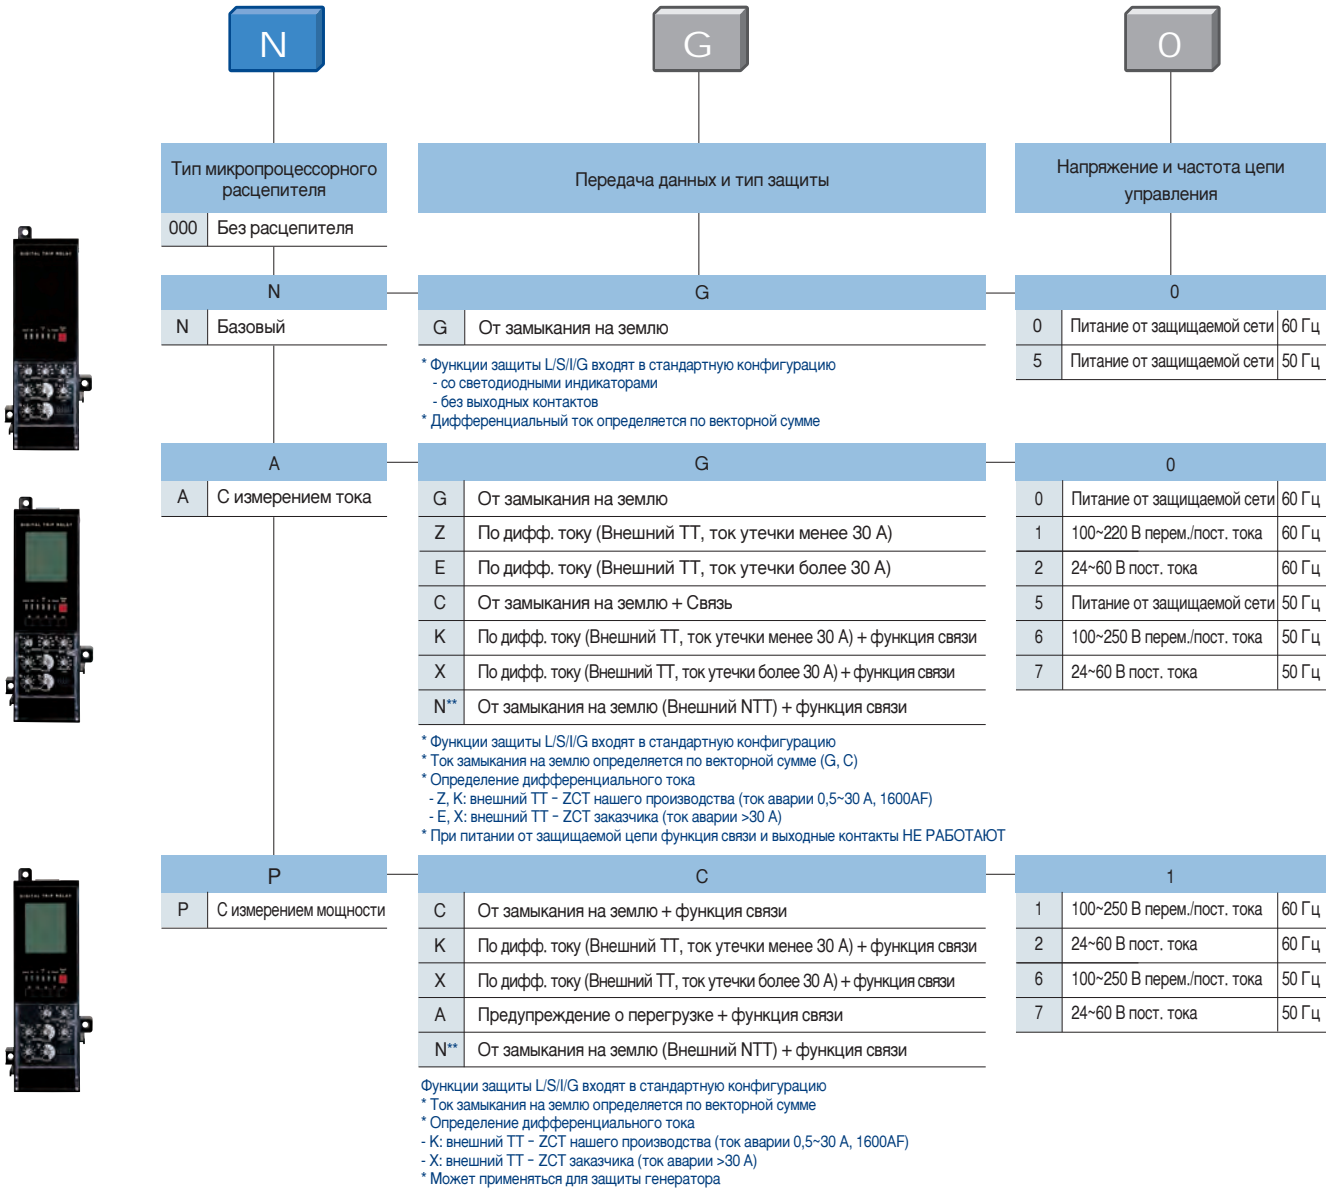 N G 0
Тип микропроцессорного расцепителя
Передача данных и тип защиты
Напряжение и частота цепи управления
000 Без расцепителя
DIGITAL TRIP RELAY
N G 0
N Базовый
G От замыкания на землю
0 Питание от защищаемой сети 60 Гц
5 Питание от защищаемой сети 50 Гц
* Функции защиты L/S/I/G входят в стандартную конфигурацию
- со светодиодными индикаторами
- без выходных контактов
* Дифференциальный ток определяется по векторной сумме
A G 0
A С измерением тока
G От замыкания на землю
Z По дифф. току (Внешний ТТ, ток утечки менее 30 А)
E По дифф. току (Внешний ТТ, ток утечки более 30 А)
C От замыкания на землю + Связь
K По дифф. току (Внешний ТТ, ток утечки менее 30 А) + функция связи
X По дифф. току (Внешний ТТ, ток утечки более 30 А) + функция связи
N** От замыкания на землю (Внешний NTT) + функция связи
0 Питание от защищаемой сети 60 Гц
1 100~220 В перем./пост. тока 60 Гц
2 24~60 В пост. тока 60 Гц
5 Питание от защищаемой сети 50 Гц
6 100~250 В перем./пост. тока 50 Гц
7 24~60 В пост. тока 50 Гц
DIGITAL TRIP RELAY
* Функции защиты L/S/I/G входят в стандартную конфигурацию
* Ток замыкания на землю определяется по векторной сумме (G, C)
* Определение дифференциального тока
- Z, K: внешний ТТ - ZCT нашего производства (ток аварии 0,5~30 А, 1600AF)
- E, X: внешний ТТ - ZCT заказчика (ток аварии >30 А)
* При питании от защищаемой цепи функция связи и выходные контакты НЕ РАБОТАЮТ
P C 1
P С измерением мощности
C От замыкания на землю + функция связи
K По дифф. току (Внешний ТТ, ток утечки менее 30 А) + функция связи
X По дифф. току (Внешний ТТ, ток утечки более 30 А) + функция связи
A Предупреждение о перегрузке + функция связи
N** От замыкания на землю (Внешний NTT) + функция связи
1 100~250 В перем./пост. тока 60 Гц
2 24~60 В пост. тока 60 Гц
6 100~250 В перем./пост. тока 50 Гц
7 24~60 В пост. тока 50 Гц
DIGITAL TRIP RELAY
Функции защиты L/S/I/G входят в стандартную конфигурацию
* Ток замыкания на землю определяется по векторной сумме
* Определение дифференциального тока
- K: внешний ТТ - ZCT нашего производства (ток аварии 0,5~30 А, 1600AF)
- X: внешний ТТ - ZCT заказчика (ток аварии >30 А)
* Может применяться для защиты генератора